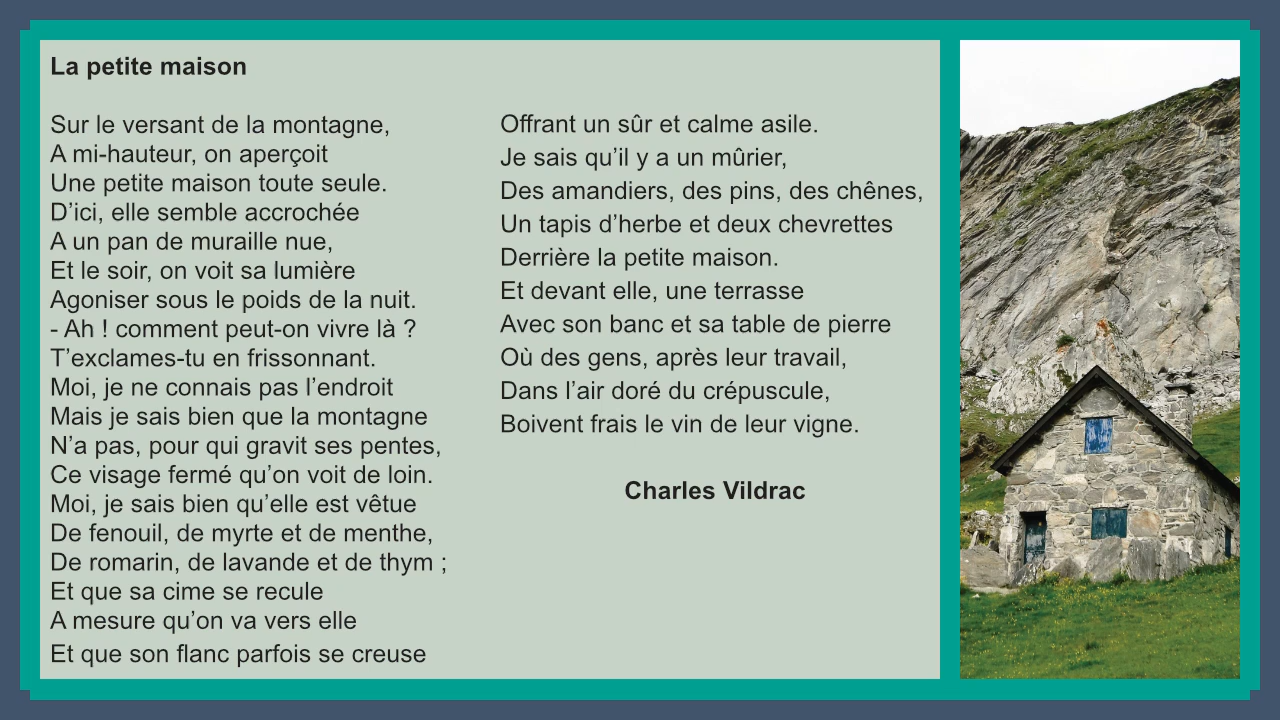 La petite maison
Sur le versant de la montagne,
A mi-hauteur, on aperçoit
Une petite maison toute seule.
D’ici, elle semble accrochée
A un pan de muraille nue,
Et le soir, on voit sa lumière
Agoniser sous le poids de la nuit.
- Ah ! comment peut-on vivre là ?
T’exclames-tu en frissonnant.
Moi, je ne connais pas l’endroit
Mais je sais bien que la montagne
N’a pas, pour qui gravit ses pentes,
Ce visage fermé qu’on voit de loin.
Moi, je sais bien qu’elle est vêtue
De fenouil, de myrte et de menthe,
De romarin, de lavande et de thym ;
Et que sa cime se recule
A mesure qu’on va vers elle
Et que son flanc parfois se creuse
Offrant un sûr et calme asile.
Je sais qu’il y a un mûrier,
Des amandiers, des pins, des chênes,
Un tapis d’herbe et deux chevrettes
Derrière la petite maison.
Et devant elle, une terrasse
Avec son banc et sa table de pierre
Où des gens, après leur travail,
Dans l’air doré du crépuscule,
Boivent frais le vin de leur vigne.
Charles Vildrac